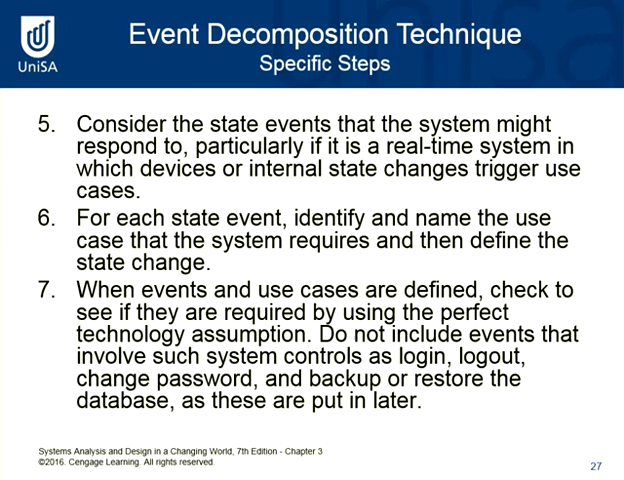 Event Decomposition Technique
Specific Steps
UniSA
5. Consider the state events that the system might
respond to, particularly if it is a real-time system in
which devices or internal state changes trigger use
cases.
6. For each state event, identify and name the use
case that the system requires and then define the
state change.
7. When events and use cases are defined, check to
see if they are required by using the perfect
technology assumption. Do not include events that
involve such system controls as login, logout,
change password, and backup or restore the
database, as these are put in later.
Systems Analysis and Design in a Changing World, 7th Edition - Chapter 3
©2016. Cengage Learning. All rights reserved.
27